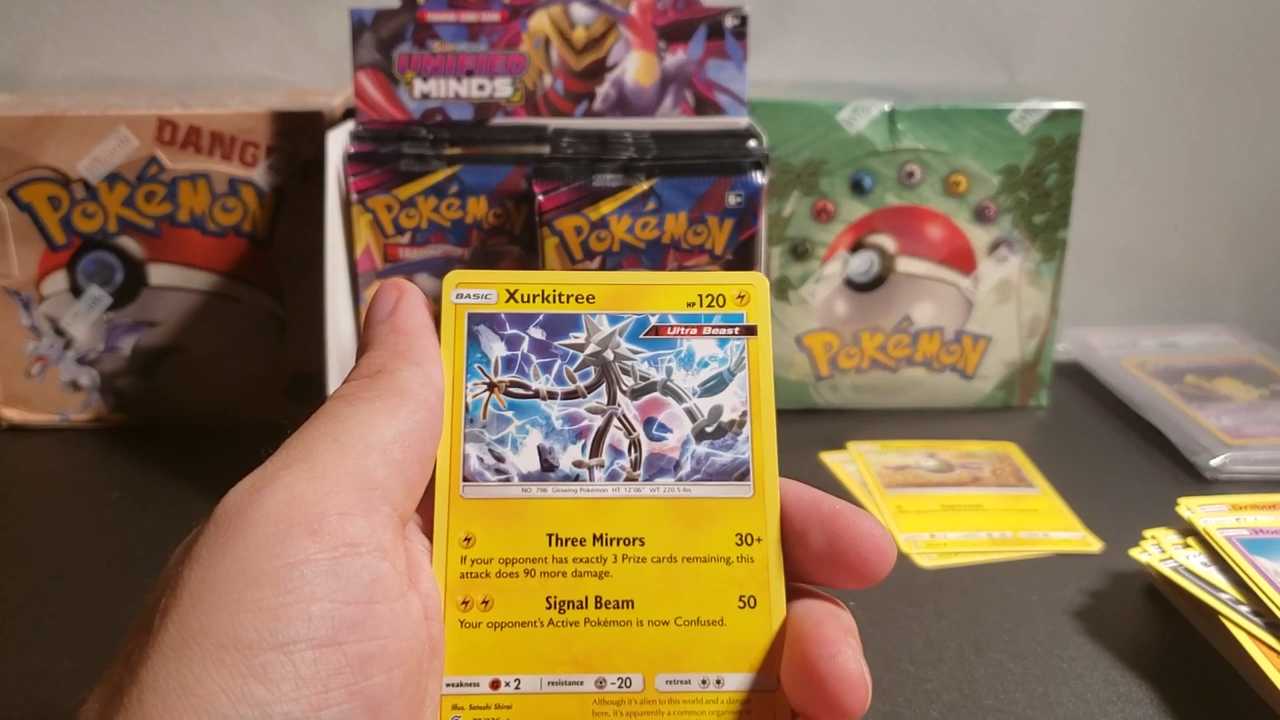 UNIFIED
MINDS
6+
DANG
POKéMON
POKéMON
POKéMON
6+
POKéMON
BASIC Xurkitree HP 120
Ultra Beast
NO. 796 Glowing Pokémon HT: 12'06" WT: 220.5 lbs
Three Mirrors 30+
If your opponent has exactly 3 Prize cards remaining, this
attack does 90 more damage.
Signal Beam 50
Your opponent's Active Pokémon is now Confused.
weakness ×2 resistance -20 retreat
Illus. Satoshi Shirai
Although it's alien to this world and a
here, it's apparently a common